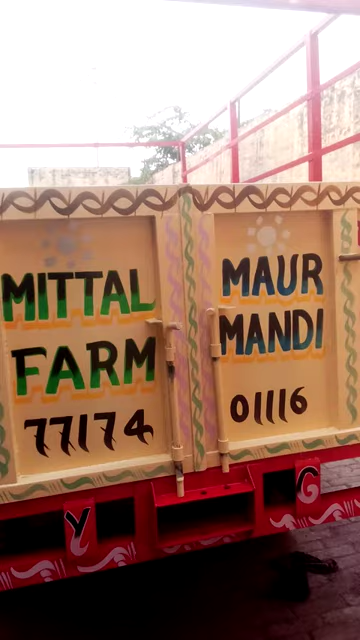 MITTAL
FARM
77174
MAUR
MANDI
01116
Y
G